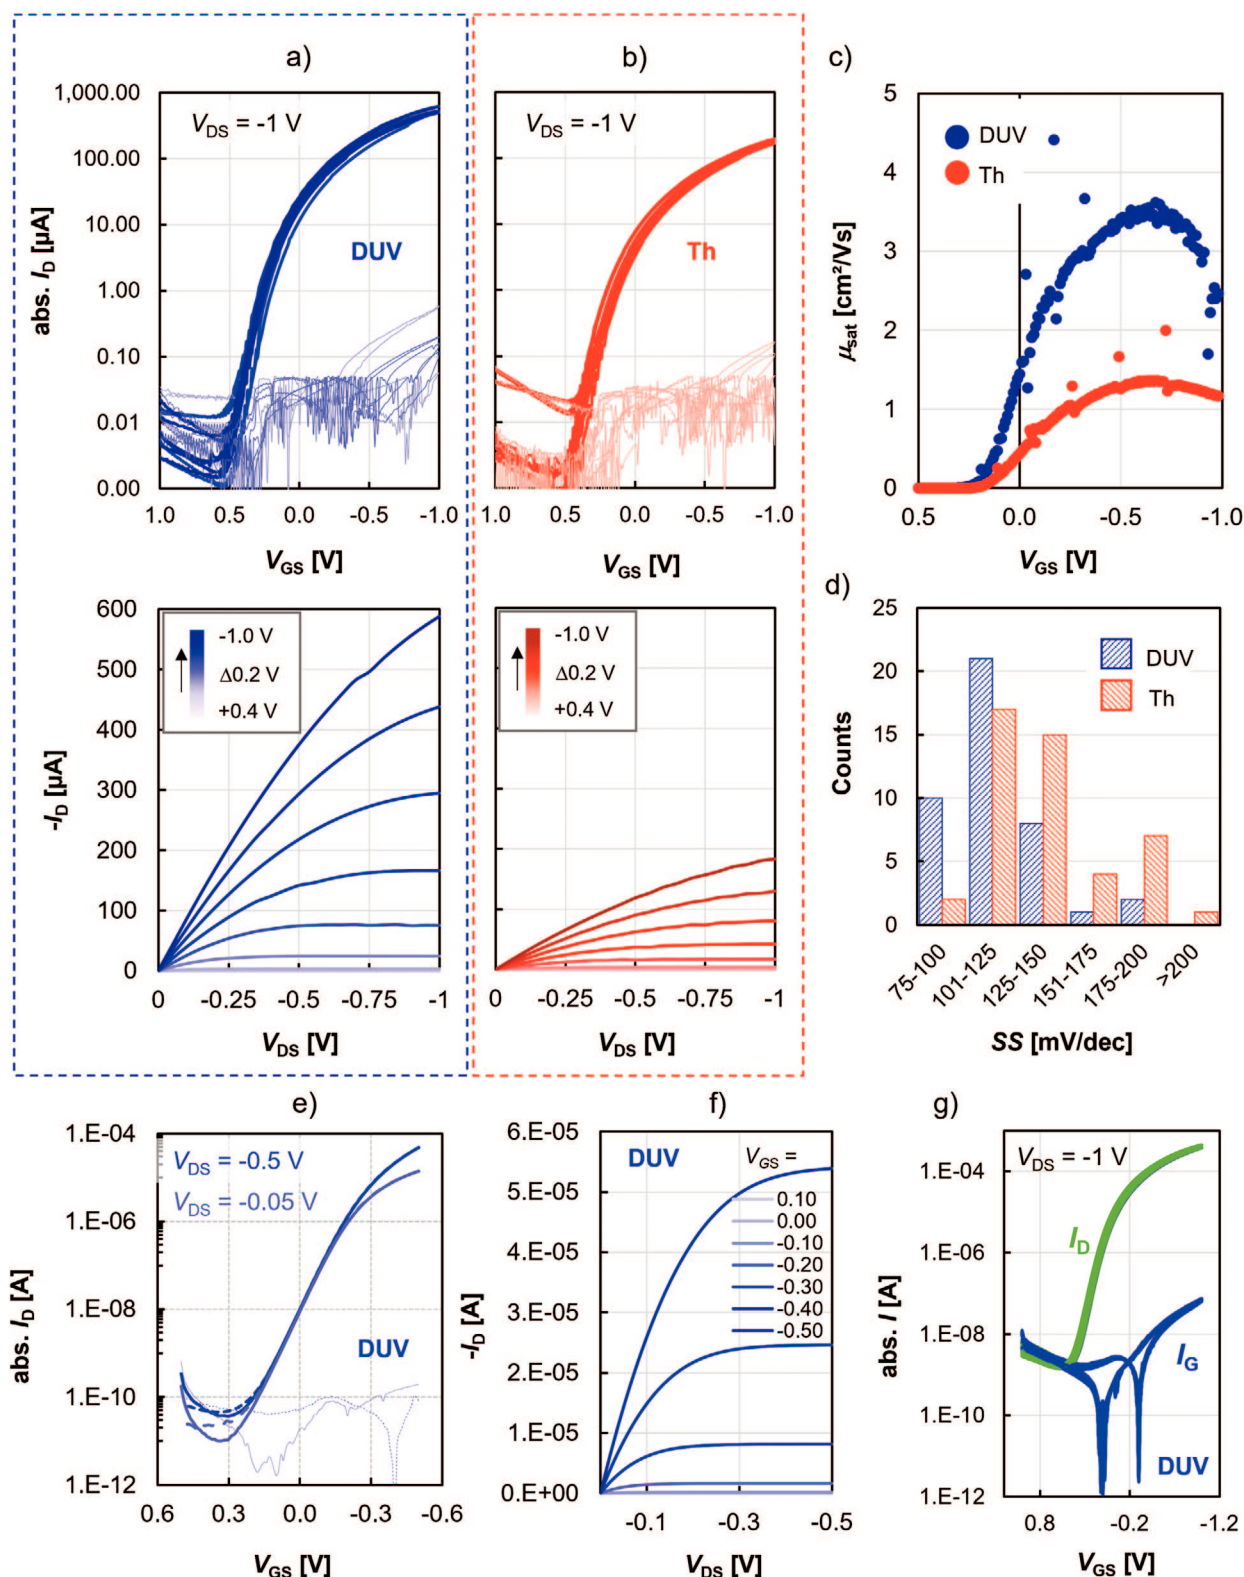 a)
1,000.00
100.00
10.00
1.00
0.10
0.01
0.00
abs. I_D [µA]
V_DS = -1 V
DUV
1.0 0.5 0.0 -0.5 -1.0
V_GS [V]
b)
V_DS = -1 V
Th
1.0 0.5 0.0 -0.5 -1.0
V_GS [V]
c)
5
4
3
2
1
0
µ_sat [cm²/Vs]
DUV
Th
0.5 0.0 -0.5 -1.0
V_GS [V]
600
500
400
300
200
100
0
-I_D [µA]
-1.0 V
Δ0.2 V
+0.4 V
0 -0.25 -0.5 -0.75 -1
V_DS [V]
-1.0 V
Δ0.2 V
+0.4 V
0 -0.25 -0.5 -0.75 -1
V_DS [V]
d)
25
20
15
10
5
0
Counts
DUV
Th
75-100
101-125
125-150
151-175
175-200
>200
SS [mV/dec]
e)
1.E-04
1.E-06
1.E-08
1.E-10
1.E-12
abs. I_D [A]
V_DS = -0.5 V
V_DS = -0.05 V
DUV
0.6 0.3 0.0 -0.3 -0.6
V_GS [V]
f)
6.E-05
5.E-05
4.E-05
3.E-05
2.E-05
1.E-05
0.E+00
-I_D [A]
DUV
V_GS =
0.10
0.00
-0.10
-0.20
-0.30
-0.40
-0.50
-0.1 -0.3 -0.5
V_DS [V]
g)
1.E-04
1.E-06
1.E-08
1.E-10
1.E-12
abs. I [A]
V_DS = -1 V
I_D
I_G
DUV
0.8 -0.2 -1.2
V_GS [V]